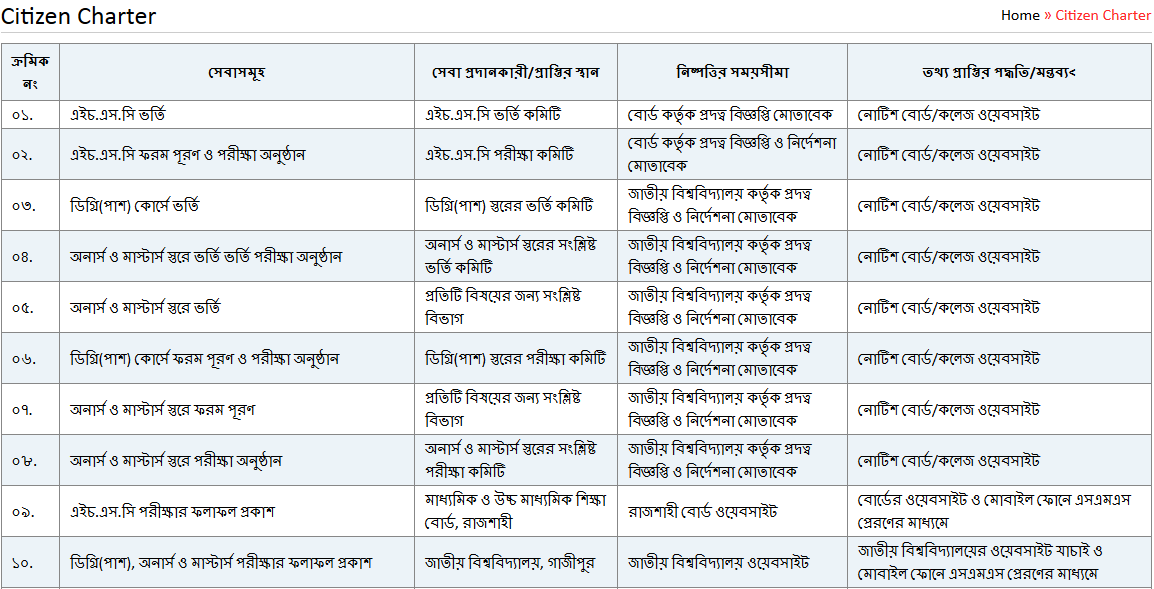 Citizen Charter
Home » Citizen Charter
ক্রমিক নং সেবাসমূহ সেবা প্রদানকারী/প্রাপ্তির স্থান নিষ্পত্তির সময়সীমা তথ্য প্রাপ্তির পদ্ধতি/মন্তব্য<
০১. এইচ.এস.সি ভর্তি এইচ.এস.সি ভর্তি কমিটি বোর্ড কর্তৃক প্রদত্ব বিজ্ঞপ্তি মোতাবেক নোটিশ বোর্ড/কলেজ ওয়েবসাইট
০২. এইচ.এস.সি ফরম পূরণ ও পরীক্ষা অনুষ্ঠান এইচ.এস.সি পরীক্ষা কমিটি বোর্ড কর্তৃক প্রদত্ব বিজ্ঞপ্তি ও নির্দেশনা মোতাবেক নোটিশ বোর্ড/কলেজ ওয়েবসাইট
০৩. ডিগ্রি(পাশ) কোর্সে ভর্তি ডিগ্রি(পাশ) স্তরের ভর্তি কমিটি জাতীয় বিশ্ববিদ্যালয় কর্তৃক প্রদত্ব বিজ্ঞপ্তি ও নির্দেশনা মোতাবেক নোটিশ বোর্ড/কলেজ ওয়েবসাইট
০৪. অনার্স ও মাস্টার্স স্তরে ভর্তি ভর্তি পরীক্ষা অনুষ্ঠান অনার্স ও মাস্টার্স স্তরের সংশ্লিষ্ট ভর্তি কমিটি জাতীয় বিশ্ববিদ্যালয় কর্তৃক প্রদত্ব বিজ্ঞপ্তি ও নির্দেশনা মোতাবেক নোটিশ বোর্ড/কলেজ ওয়েবসাইট
০৫. অনার্স ও মাস্টার্স স্তরে ভর্তি প্রতিটি বিষয়ের জন্য সংশ্লিষ্ট বিভাগ জাতীয় বিশ্ববিদ্যালয় কর্তৃক প্রদত্ব বিজ্ঞপ্তি ও নির্দেশনা মোতাবেক নোটিশ বোর্ড/কলেজ ওয়েবসাইট
০৬. ডিগ্রি(পাশ) কোর্সে ফরম পূরণ ও পরীক্ষা অনুষ্ঠান ডিগ্রি(পাশ) স্তরের পরীক্ষা কমিটি জাতীয় বিশ্ববিদ্যালয় কর্তৃক প্রদত্ব বিজ্ঞপ্তি ও নির্দেশনা মোতাবেক নোটিশ বোর্ড/কলেজ ওয়েবসাইট
০৭. অনার্স ও মাস্টার্স স্তরে ফরম পূরণ প্রতিটি বিষয়ের জন্য সংশ্লিষ্ট বিভাগ জাতীয় বিশ্ববিদ্যালয় কর্তৃক প্রদত্ব বিজ্ঞপ্তি ও নির্দেশনা মোতাবেক নোটিশ বোর্ড/কলেজ ওয়েবসাইট
০৮. অনার্স ও মাস্টার্স স্তরে পরীক্ষা অনুষ্ঠান অনার্স ও মাস্টার্স স্তরের সংশ্লিষ্ট পরীক্ষা কমিটি জাতীয় বিশ্ববিদ্যালয় কর্তৃক প্রদত্ব বিজ্ঞপ্তি ও নির্দেশনা মোতাবেক নোটিশ বোর্ড/কলেজ ওয়েবসাইট
০৯. এইচ.এস.সি পরীক্ষার ফলাফল প্রকাশ মাধ্যমিক ও উচ্চ মাধ্যমিক শিক্ষা বোর্ড, রাজশাহী রাজশাহী বোর্ড ওয়েবসাইট বোর্ডের ওয়েবসাইট ও মোবাইল ফোনে এসএমএস প্রেরণের মাধ্যমে
১০. ডিগ্রি(পাশ), অনার্স ও মাস্টার্স পরীক্ষার ফলাফল প্রকাশ জাতীয় বিশ্ববিদ্যালয়, গাজীপুর জাতীয় বিশ্ববিদ্যালয় ওয়েবসাইট জাতীয় বিশ্ববিদ্যালয়ের ওয়েবসাইট যাচাই ও মোবাইল ফোনে এসএমএস প্রেরণের মাধ্যমে